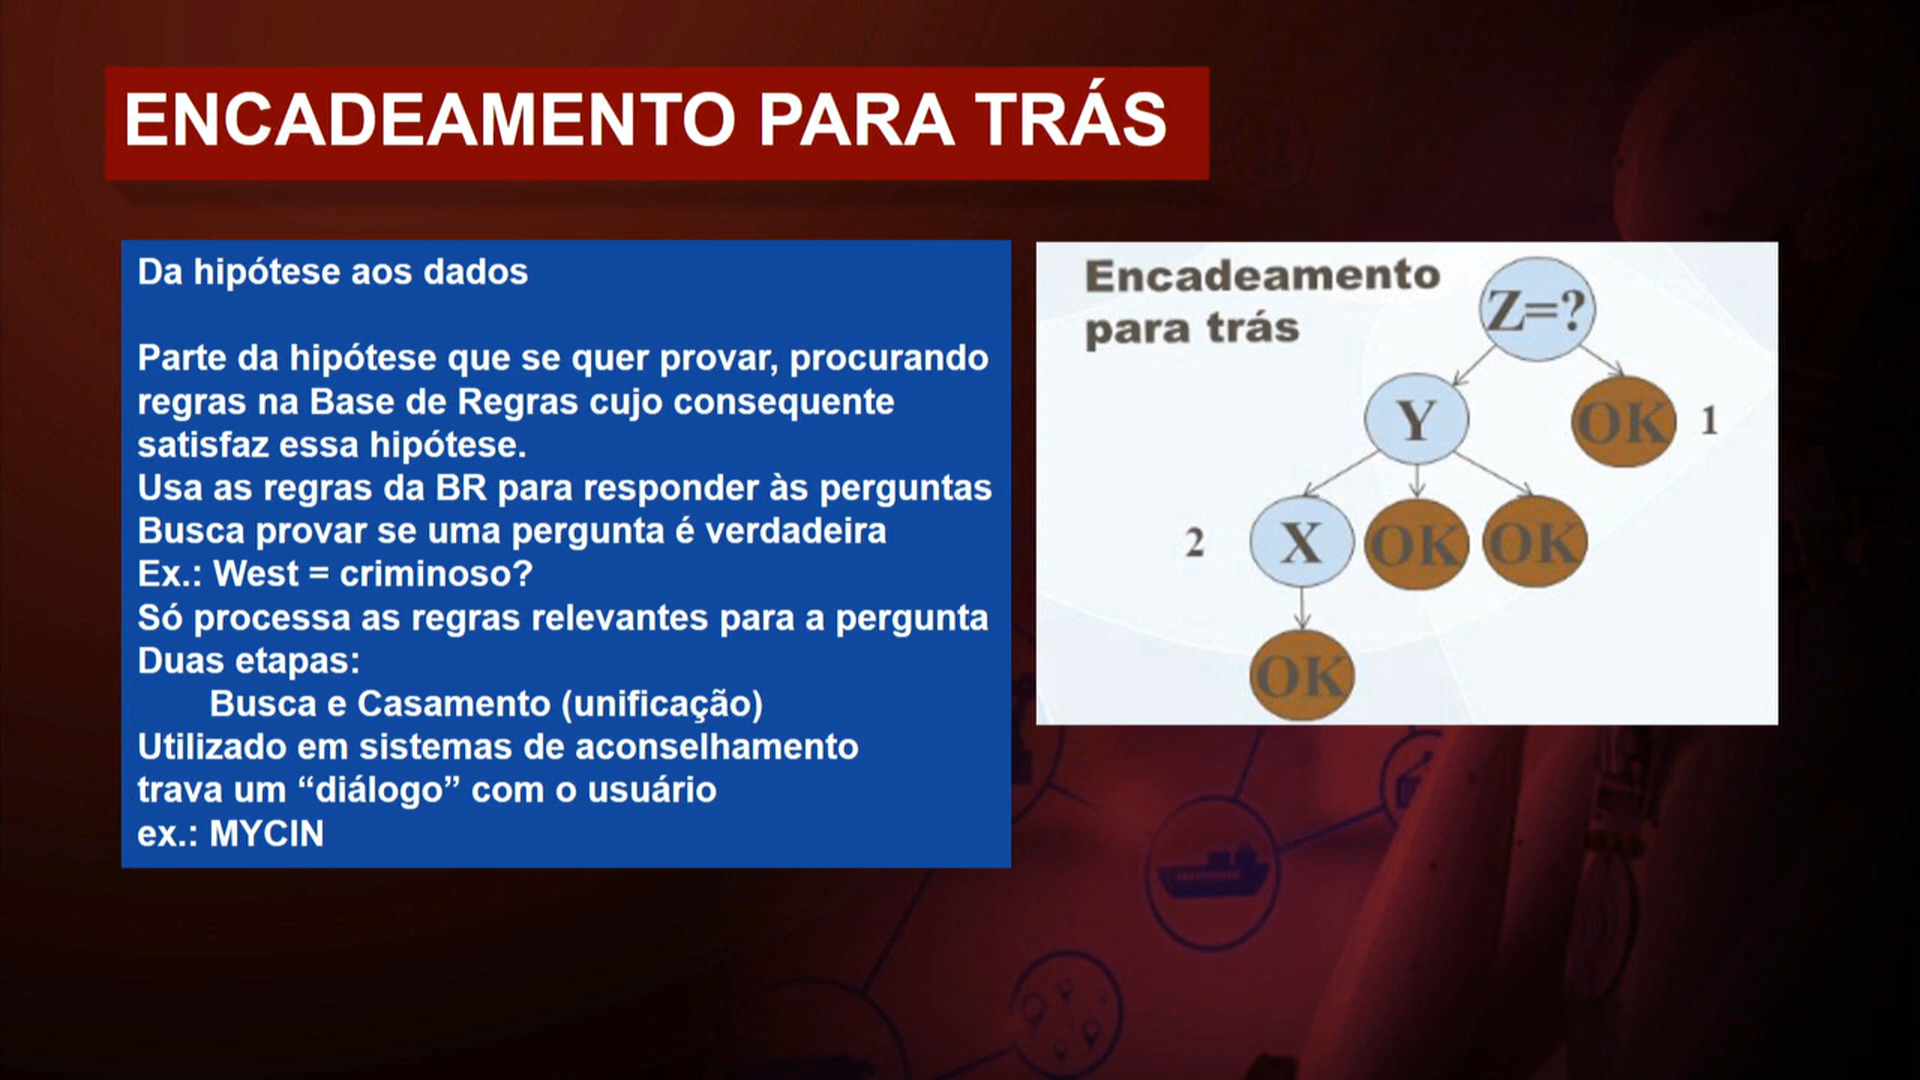 ENCADEAMENTO PARA TRÁS
Da hipótese aos dados
Parte da hipótese que se quer provar, procurando
regras na Base de Regras cujo consequente
satisfaz essa hipótese.
Usa as regras da BR para responder às perguntas
Busca provar se uma pergunta é verdadeira
Ex.: West = criminoso?
Só processa as regras relevantes para a pergunta
Duas etapas:
Busca e Casamento (unificação)
Utilizado em sistemas de aconselhamento
trava um “diálogo” com o usuário
ex.: MYCIN
Encadeamento
para trás
Z=?
Y
OK 1
2 X OK OK
OK